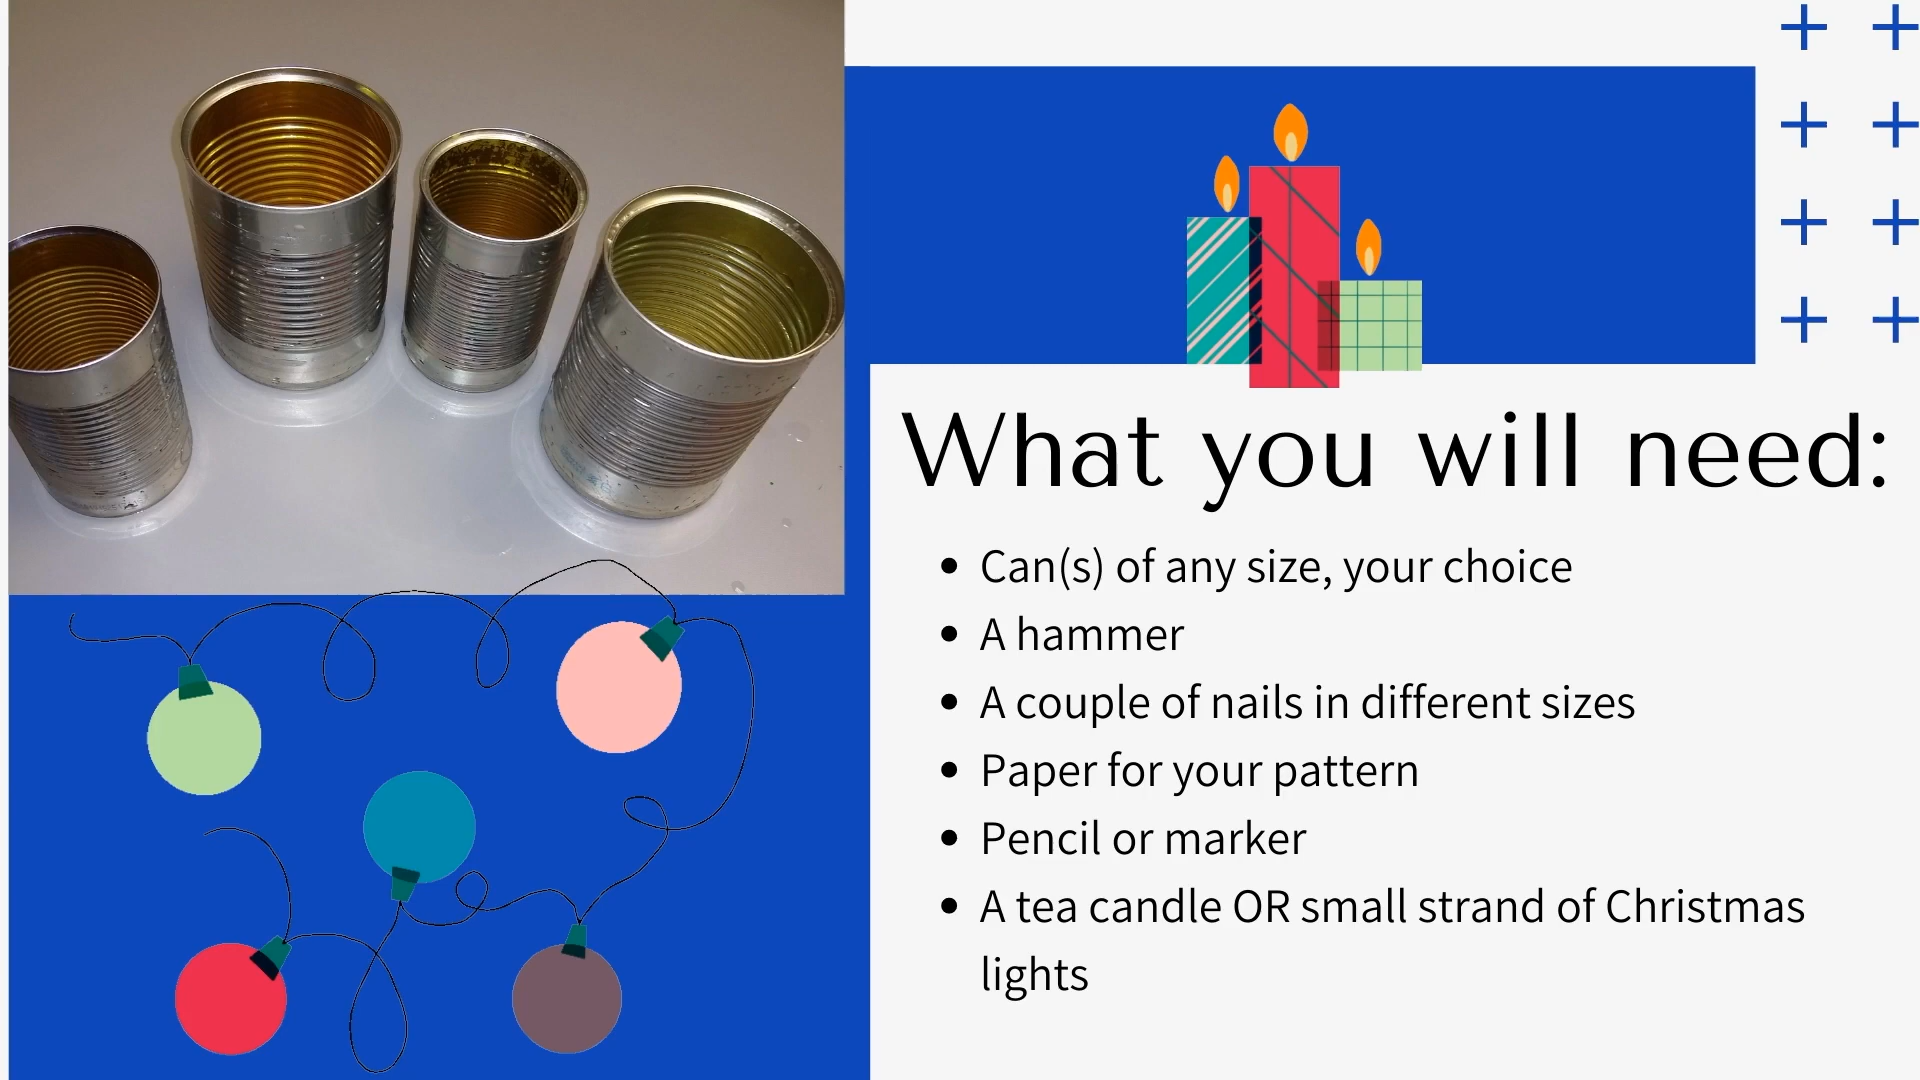 What you will need:
• Can(s) of any size, your choice
• A hammer
• A couple of nails in different sizes
• Paper for your pattern
• Pencil or marker
• A tea candle OR small strand of Christmas
lights